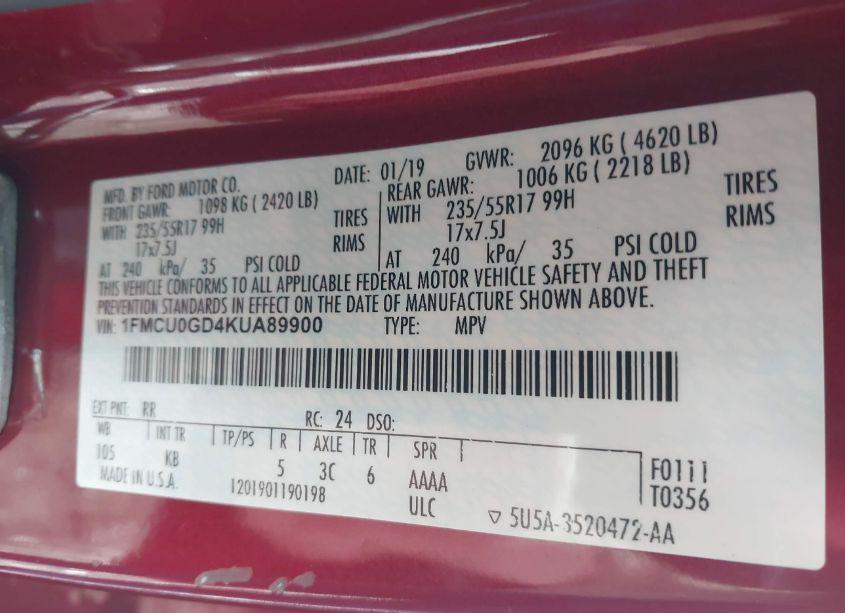 MFD. BY FORD MOTOR CO. DATE: 01/19 GVWR: 2096 KG ( 4620 LB)
FRONT GAWR: 1098 KG ( 2420 LB) REAR GAWR: 1006 KG ( 2218 LB)
WITH 235/55R17 99H TIRES WITH 235/55R17 99H TIRES
17x7.5J RIMS 17x7.5J RIMS
AT 240 kPa/ 35 PSI COLD AT 240 kPa/ 35 PSI COLD
THIS VEHICLE CONFORMS TO ALL APPLICABLE FEDERAL MOTOR VEHICLE SAFETY AND THEFT
PREVENTION STANDARDS IN EFFECT ON THE DATE OF MANUFACTURE SHOWN ABOVE.
VIN: 1FMCU0GD4KUA89900 TYPE: MPV
EXT PNT: RR RC: 24 DSO:
WB INT TR TP/PS R AXLE TR SPR
105 KB 5 3C 6 AAAA F0111
MADE IN U.S.A. 1201901190198 ULC T0356
▽ 5U5A-3520472-AA